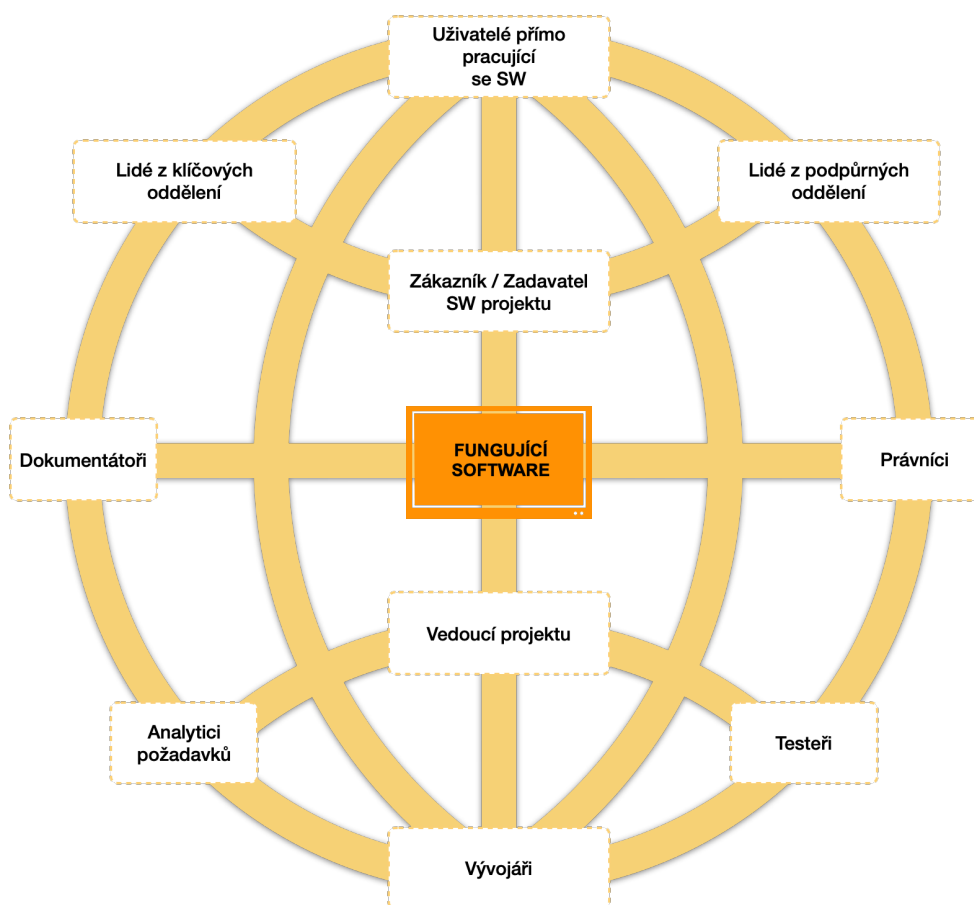 Uživatelé přímo
pracující
se SW
Lidé z klíčových
oddělení
Lidé z podpůrných
oddělení
Zákazník / Zadavatel
SW projektu
Dokumentátoři
FUNGUJÍCÍ
SOFTWARE
Právníci
Vedoucí projektu
Analytici
požadavků
Testeři
Vývojáři